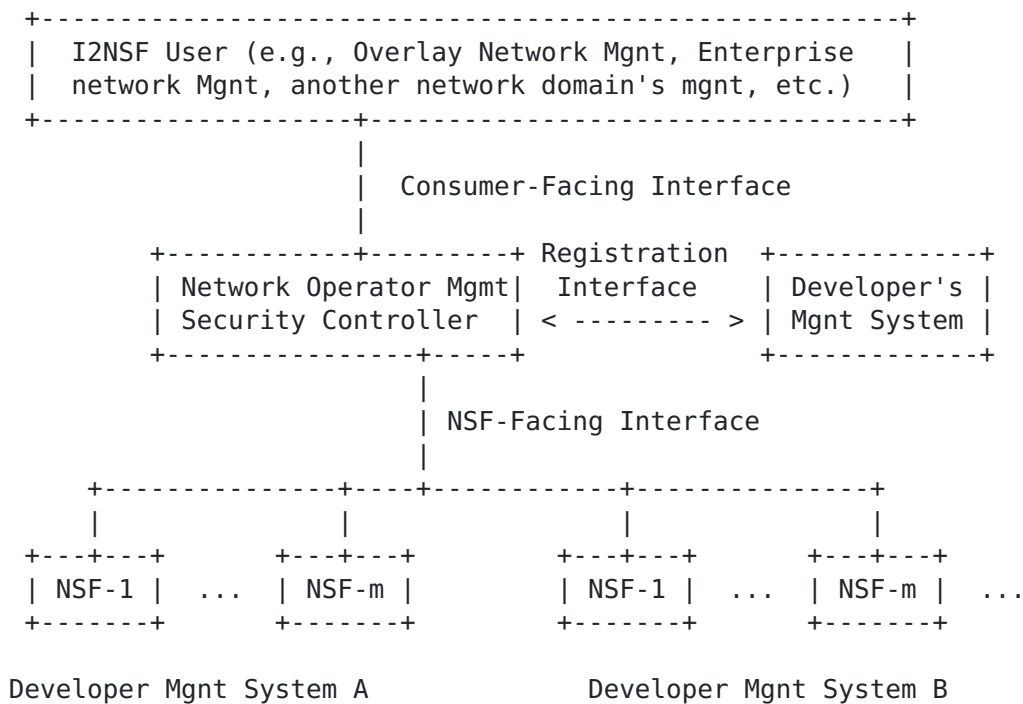 I2NSF User (e.g., Overlay Network Mgnt, Enterprise
network Mgnt, another network domain's mgnt, etc.)
Consumer-Facing Interface
Registration
Network Operator Mgmt Interface Developer's
Security Controller < --------- > Mgnt System
NSF-Facing Interface
NSF-1 ... NSF-m NSF-1 ... NSF-m ...
Developer Mgnt System A Developer Mgnt System B